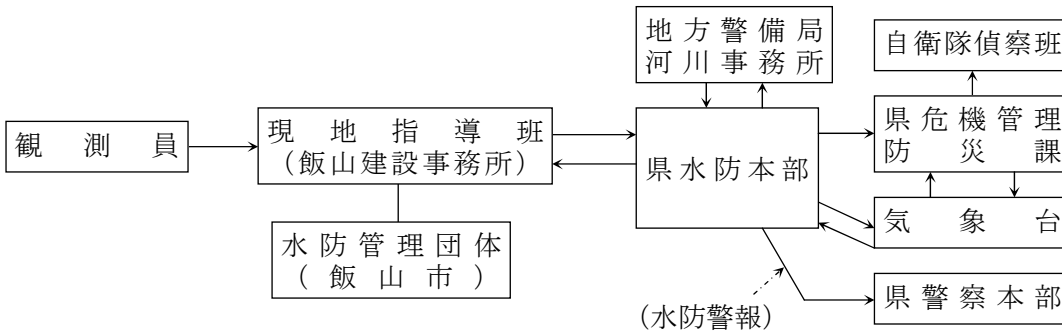 地方警備局
河川事務所
自衛隊偵察班
観測員
現地指導班
(飯山建設事務所)
県水防本部
県危機管理
防災課
水防管理団体
(飯山市)
気象台
(水防警報)
県警察本部